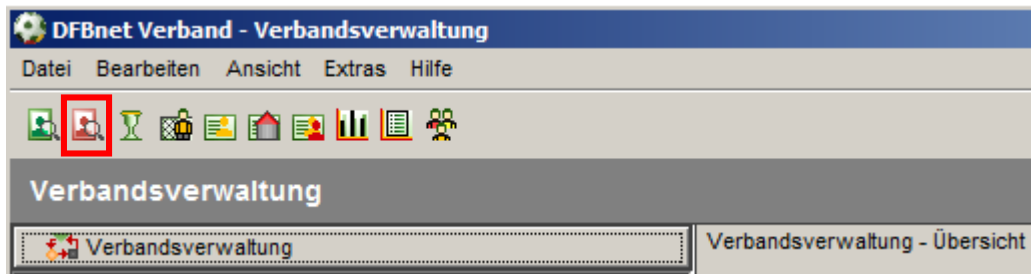 DFBnet Verband - Verbandsverwaltung
Datei Bearbeiten Ansicht Extras Hilfe
Verbandsverwaltung
Verbandsverwaltung
Verbandsverwaltung - Übersicht